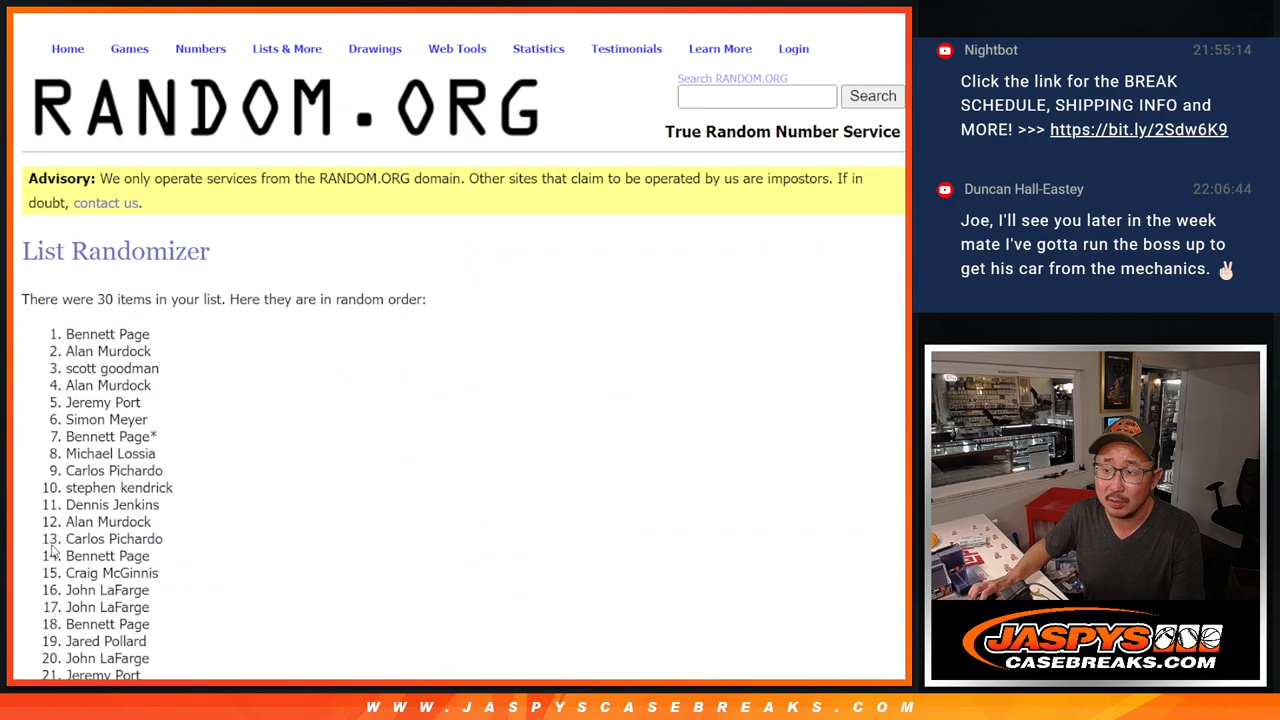 Home Games Numbers Lists & More Drawings Web Tools Statistics Testimonials Learn More Login
RANDOM.ORG
Search RANDOM.ORG
Search
True Random Number Service
Advisory: We only operate services from the RANDOM.ORG domain. Other sites that claim to be operated by us are impostors. If in
doubt, contact us.
List Randomizer
There were 30 items in your list. Here they are in random order:
1. Bennett Page
2. Alan Murdock
3. scott goodman
4. Alan Murdock
5. Jeremy Port
6. Simon Meyer
7. Bennett Page*
8. Michael Lossia
9. Carlos Pichardo
10. stephen kendrick
11. Dennis Jenkins
12. Alan Murdock
13. Carlos Pichardo
14. Bennett Page
15. Craig McGinnis
16. John LaFarge
17. John LaFarge
18. Bennett Page
19. Jared Pollard
20. John LaFarge
21. Jeremy Port
Nightbot 21:55:14
Click the link for the BREAK
SCHEDULE, SHIPPING INFO and
MORE! >>> https://bit.ly/2Sdw6K9
Duncan Hall-Eastey 22:06:44
Joe, I'll see you later in the week
mate I've gotta run the boss up to
get his car from the mechanics. ✌🏻
JASPYS
CASEBREAKS.COM
WWW.JASPYSCASEBREAKS.COM